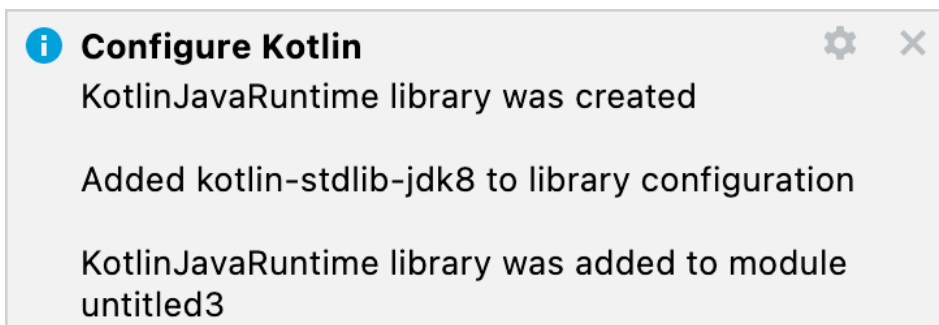 Configure Kotlin
KotlinJavaRuntime library was created
Added kotlin-stdlib-jdk8 to library configuration
KotlinJavaRuntime library was added to module
untitled3